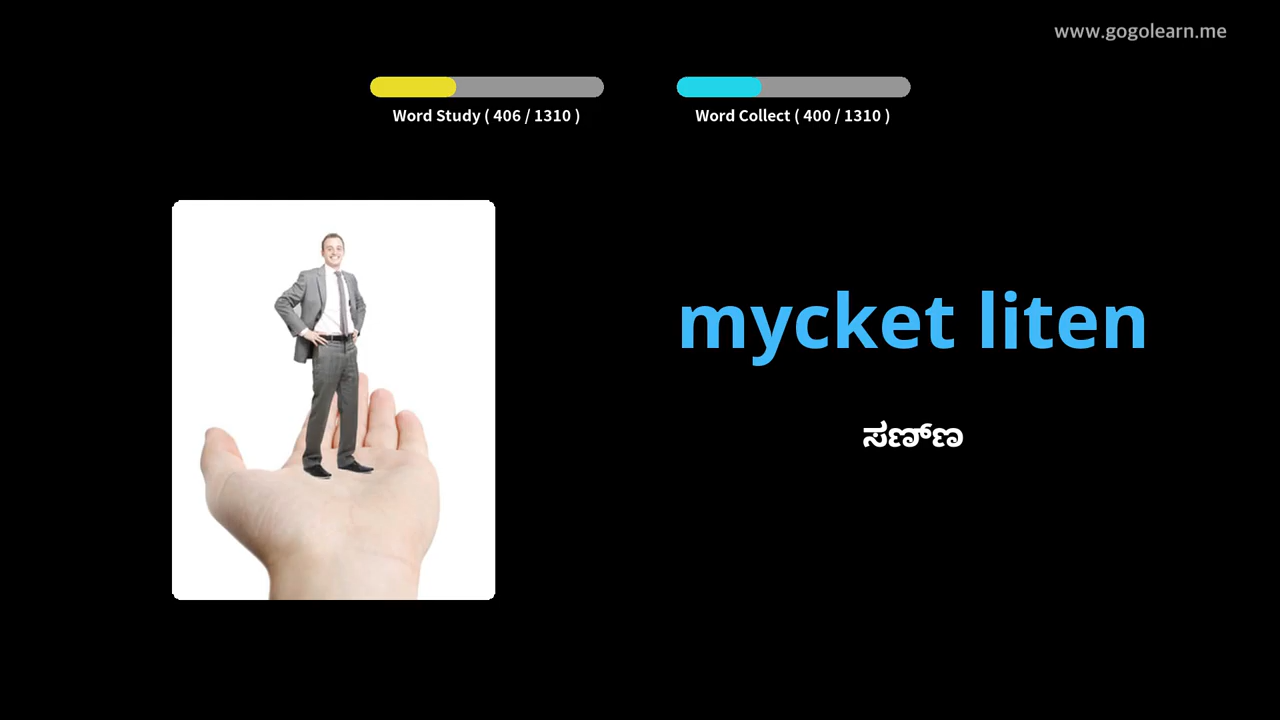 www.gogolearn.me
Word Study ( 406 / 1310 )
Word Collect ( 400 / 1310 )
mycket liten
ಸಣ್ಣ